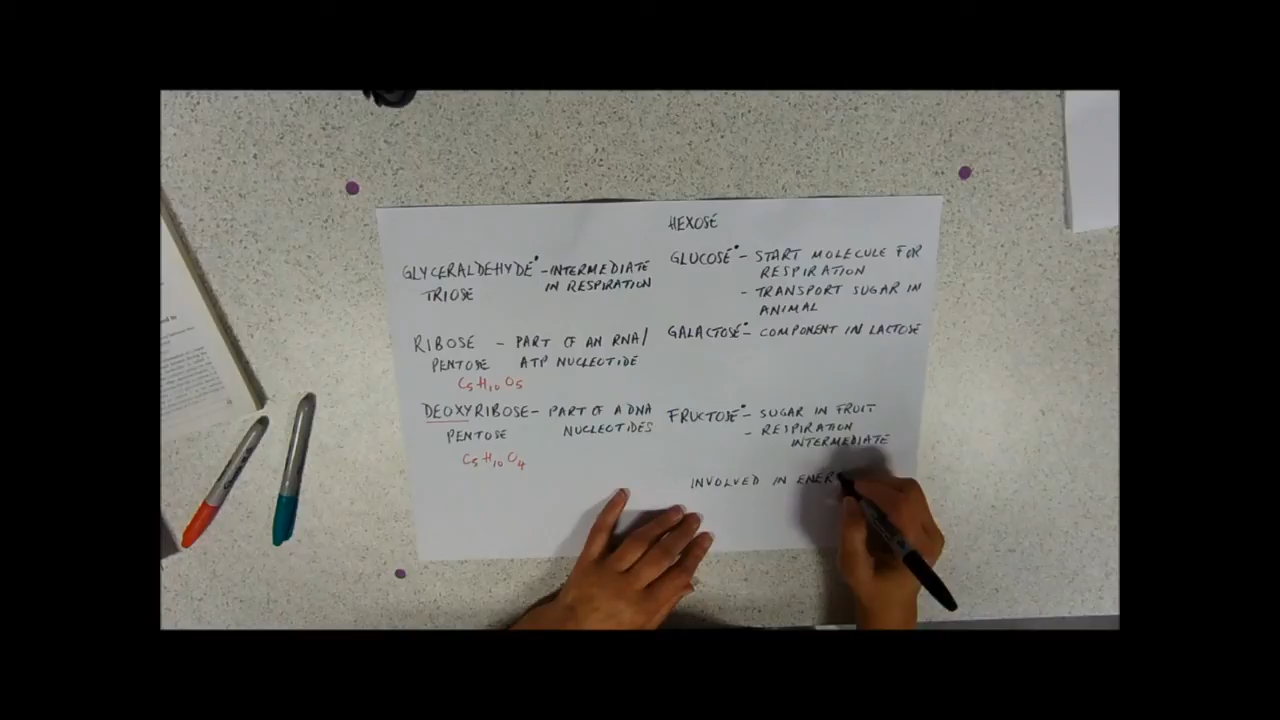 HEXOSE
GLYCERALDEHYDE• - INTERMEDIATE
TRIOSE IN RESPIRATION
RIBOSE - PART OF AN RNA/
PENTOSE ATP NUCLEOTIDE
C5H10O5
DEOXYRIBOSE - PART OF A DNA
PENTOSE NUCLEOTIDES
C5H10O4
GLUCOSE• - START MOLECULE FOR
RESPIRATION
- TRANSPORT SUGAR IN
ANIMAL
GALACTOSE• - COMPONENT IN LACTOSE
FRUCTOSE• - SUGAR IN FRUIT
- RESPIRATION
INTERMEDIATE
INVOLVED IN ENER